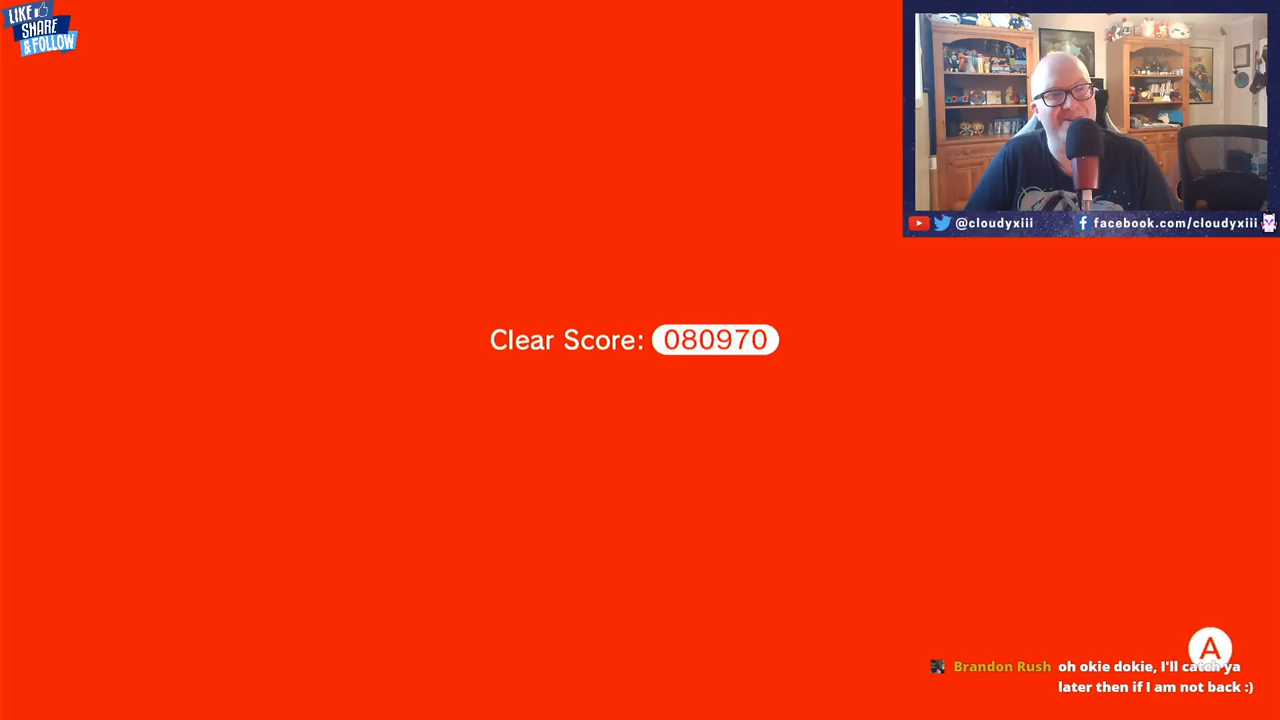 LIKE
SHARE
& FOLLOW
@cloudyxiii
facebook.com/cloudyxiii
Clear Score: 080970
A
Brandon Rush oh okie dokie, I'll catch ya
later then if I am not back :)